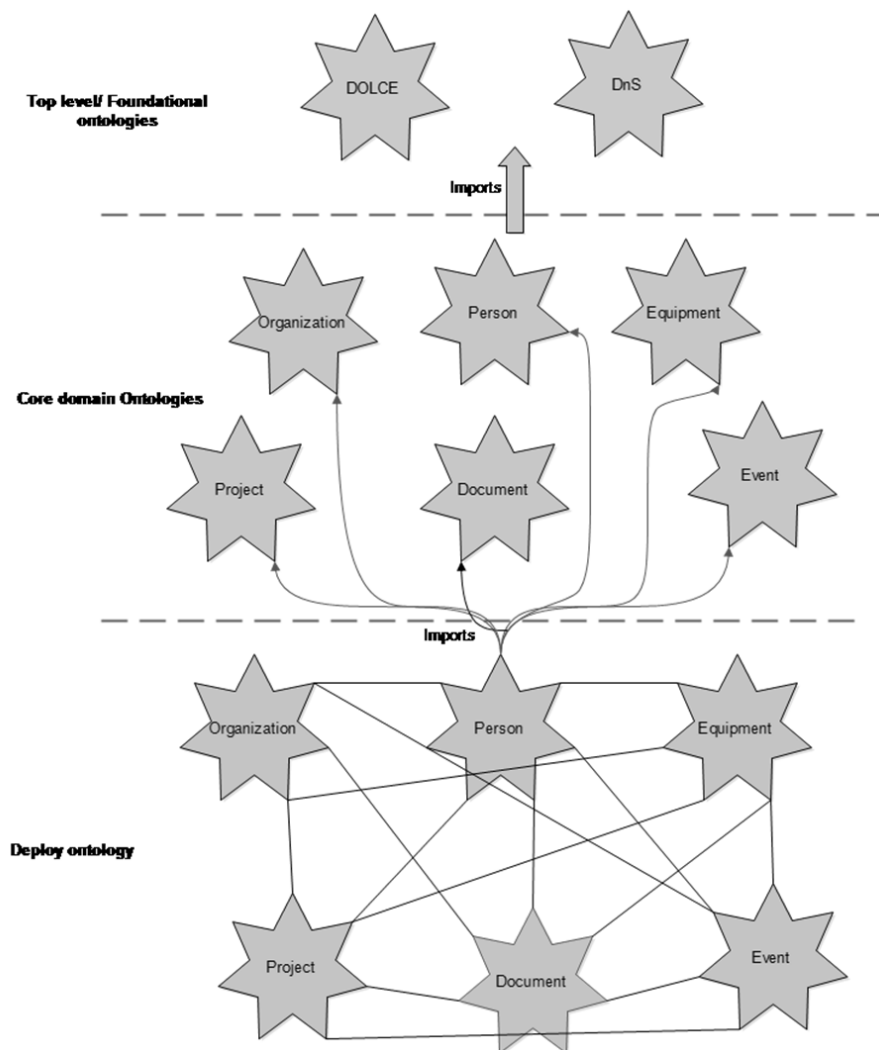 DOLCE
DnS
Top level/ Foundational
ontologies
Imports
Organization
Person
Equipment
Core domain Ontologies
Project
Document
Event
Imports
Organization
Person
Equipment
Deploy ontology
Project
Document
Event